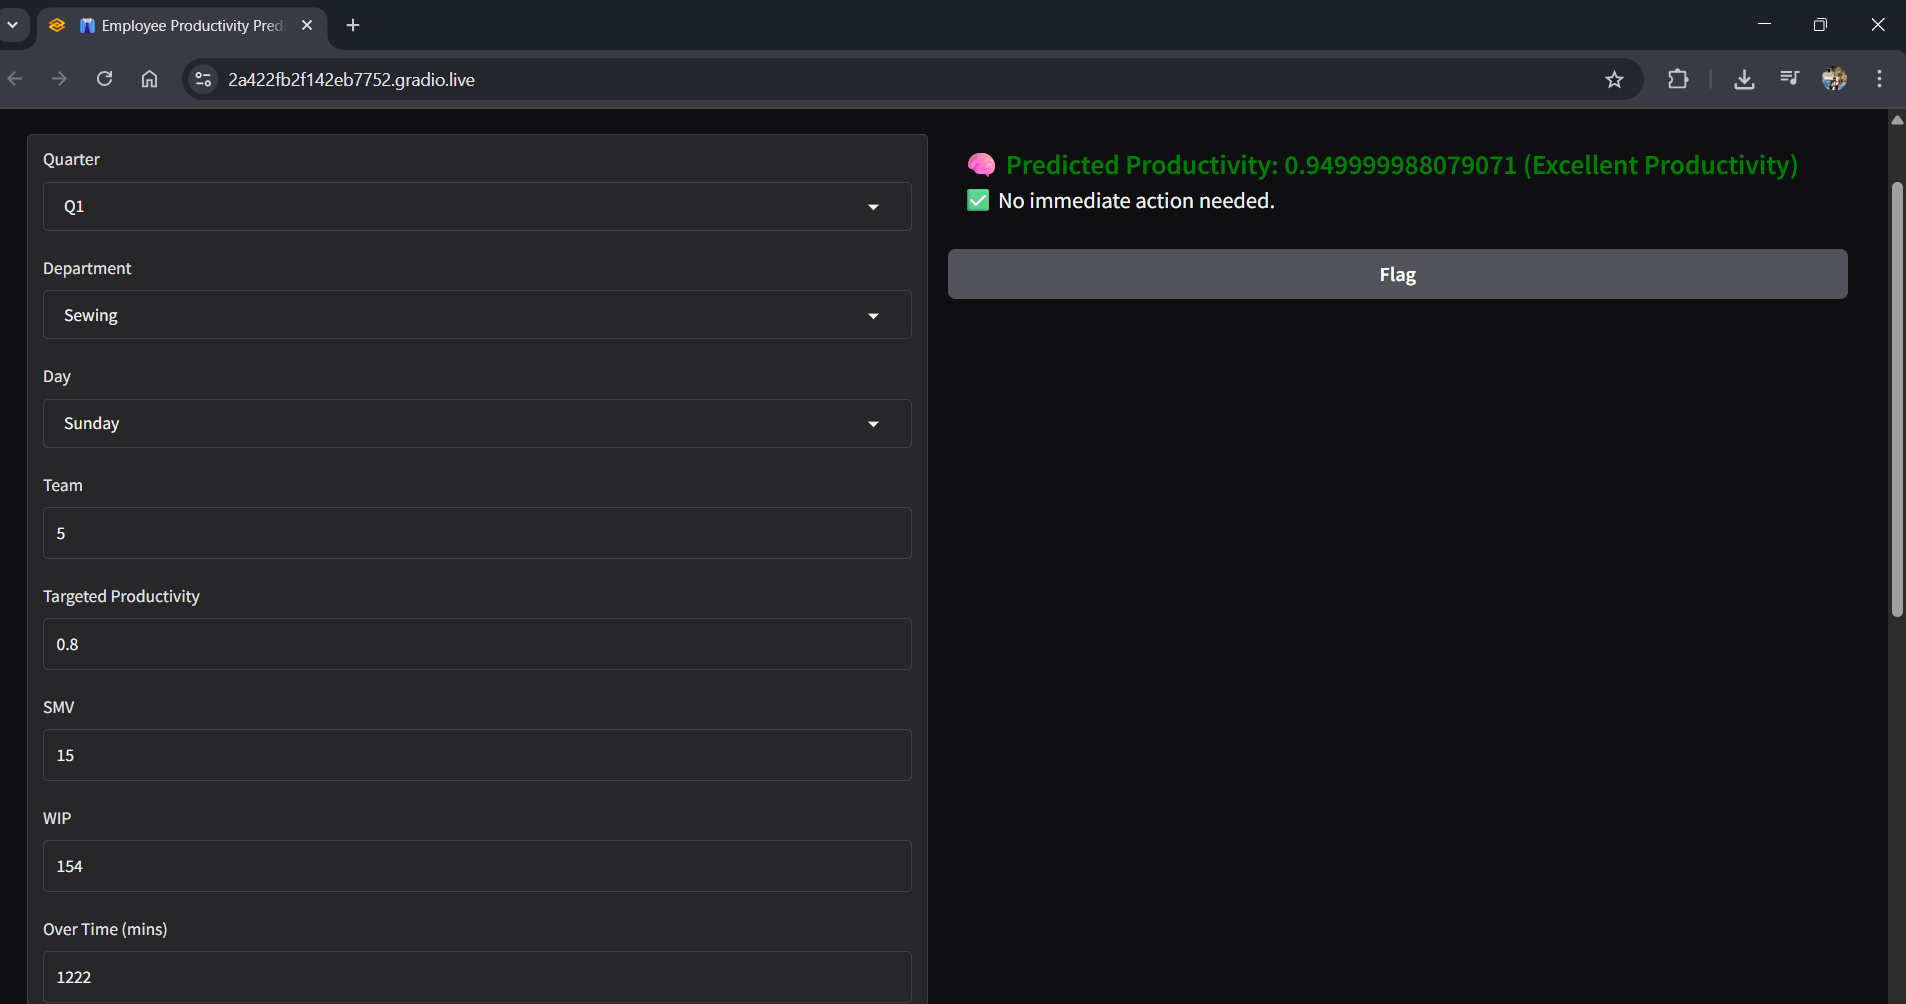 Employee Productivity Pred
2a422fb2f142eb7752.gradio.live
Quarter
Q1
Department
Sewing
Day
Sunday
Team
5
Targeted Productivity
0.8
SMV
15
WIP
154
Over Time (mins)
1222
Predicted Productivity: 0.949999988079071 (Excellent Productivity)
No immediate action needed.
Flag